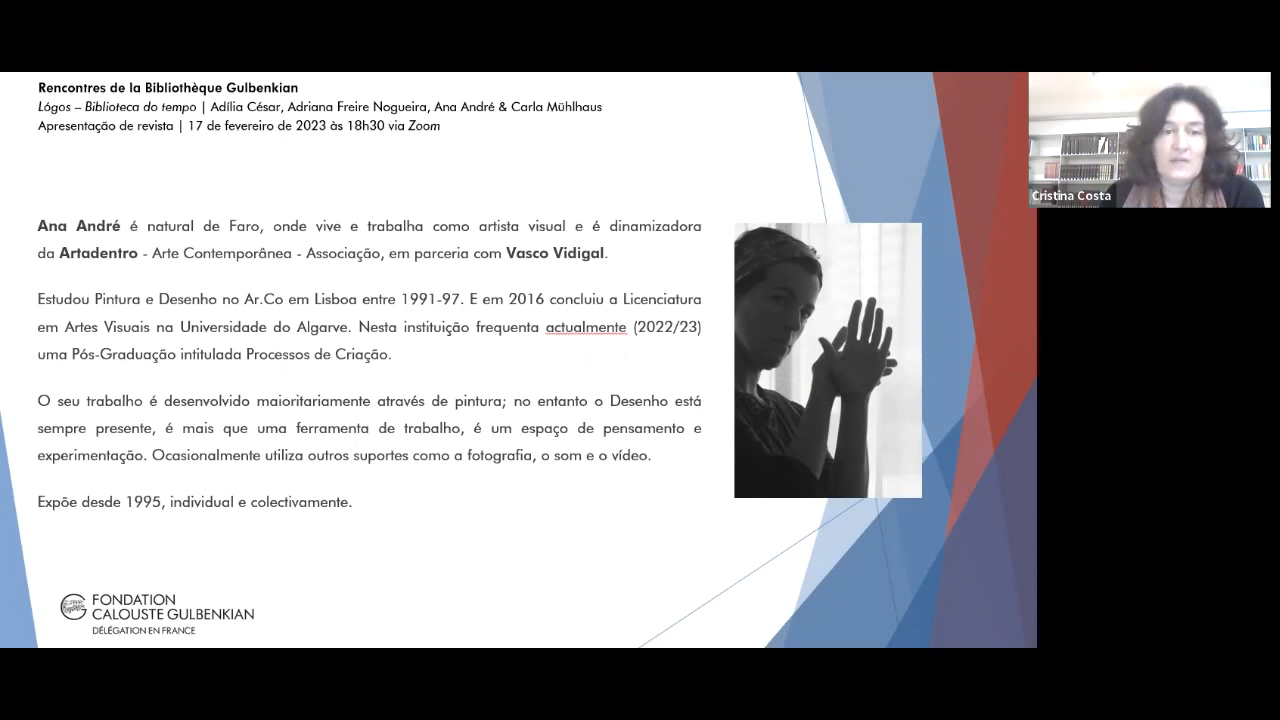 Rencontres de la Bibliothèque Gulbenkian
Lógos – Biblioteca do tempo | Adília César, Adriana Freire Nogueira, Ana André & Carla Mühlhaus
Apresentação de revista | 17 de fevereiro de 2023 às 18h30 via Zoom
Cristina Costa
Ana André é natural de Faro, onde vive e trabalha como artista visual e é dinamizadora
da Artadentro - Arte Contemporânea - Associação, em parceria com Vasco Vidigal.
Estudou Pintura e Desenho no Ar.Co em Lisboa entre 1991-97. E em 2016 concluiu a Licenciatura
em Artes Visuais na Universidade do Algarve. Nesta instituição frequenta actualmente (2022/23)
uma Pós-Graduação intitulada Processos de Criação.
O seu trabalho é desenvolvido maioritariamente através de pintura; no entanto o Desenho está
sempre presente, é mais que uma ferramenta de trabalho, é um espaço de pensamento e
experimentação. Ocasionalmente utiliza outros suportes como a fotografia, o som e o vídeo.
Expõe desde 1995, individual e colectivamente.
FONDATION
CALOUSTE GULBENKIAN
DÉLÉGATION EN FRANCE